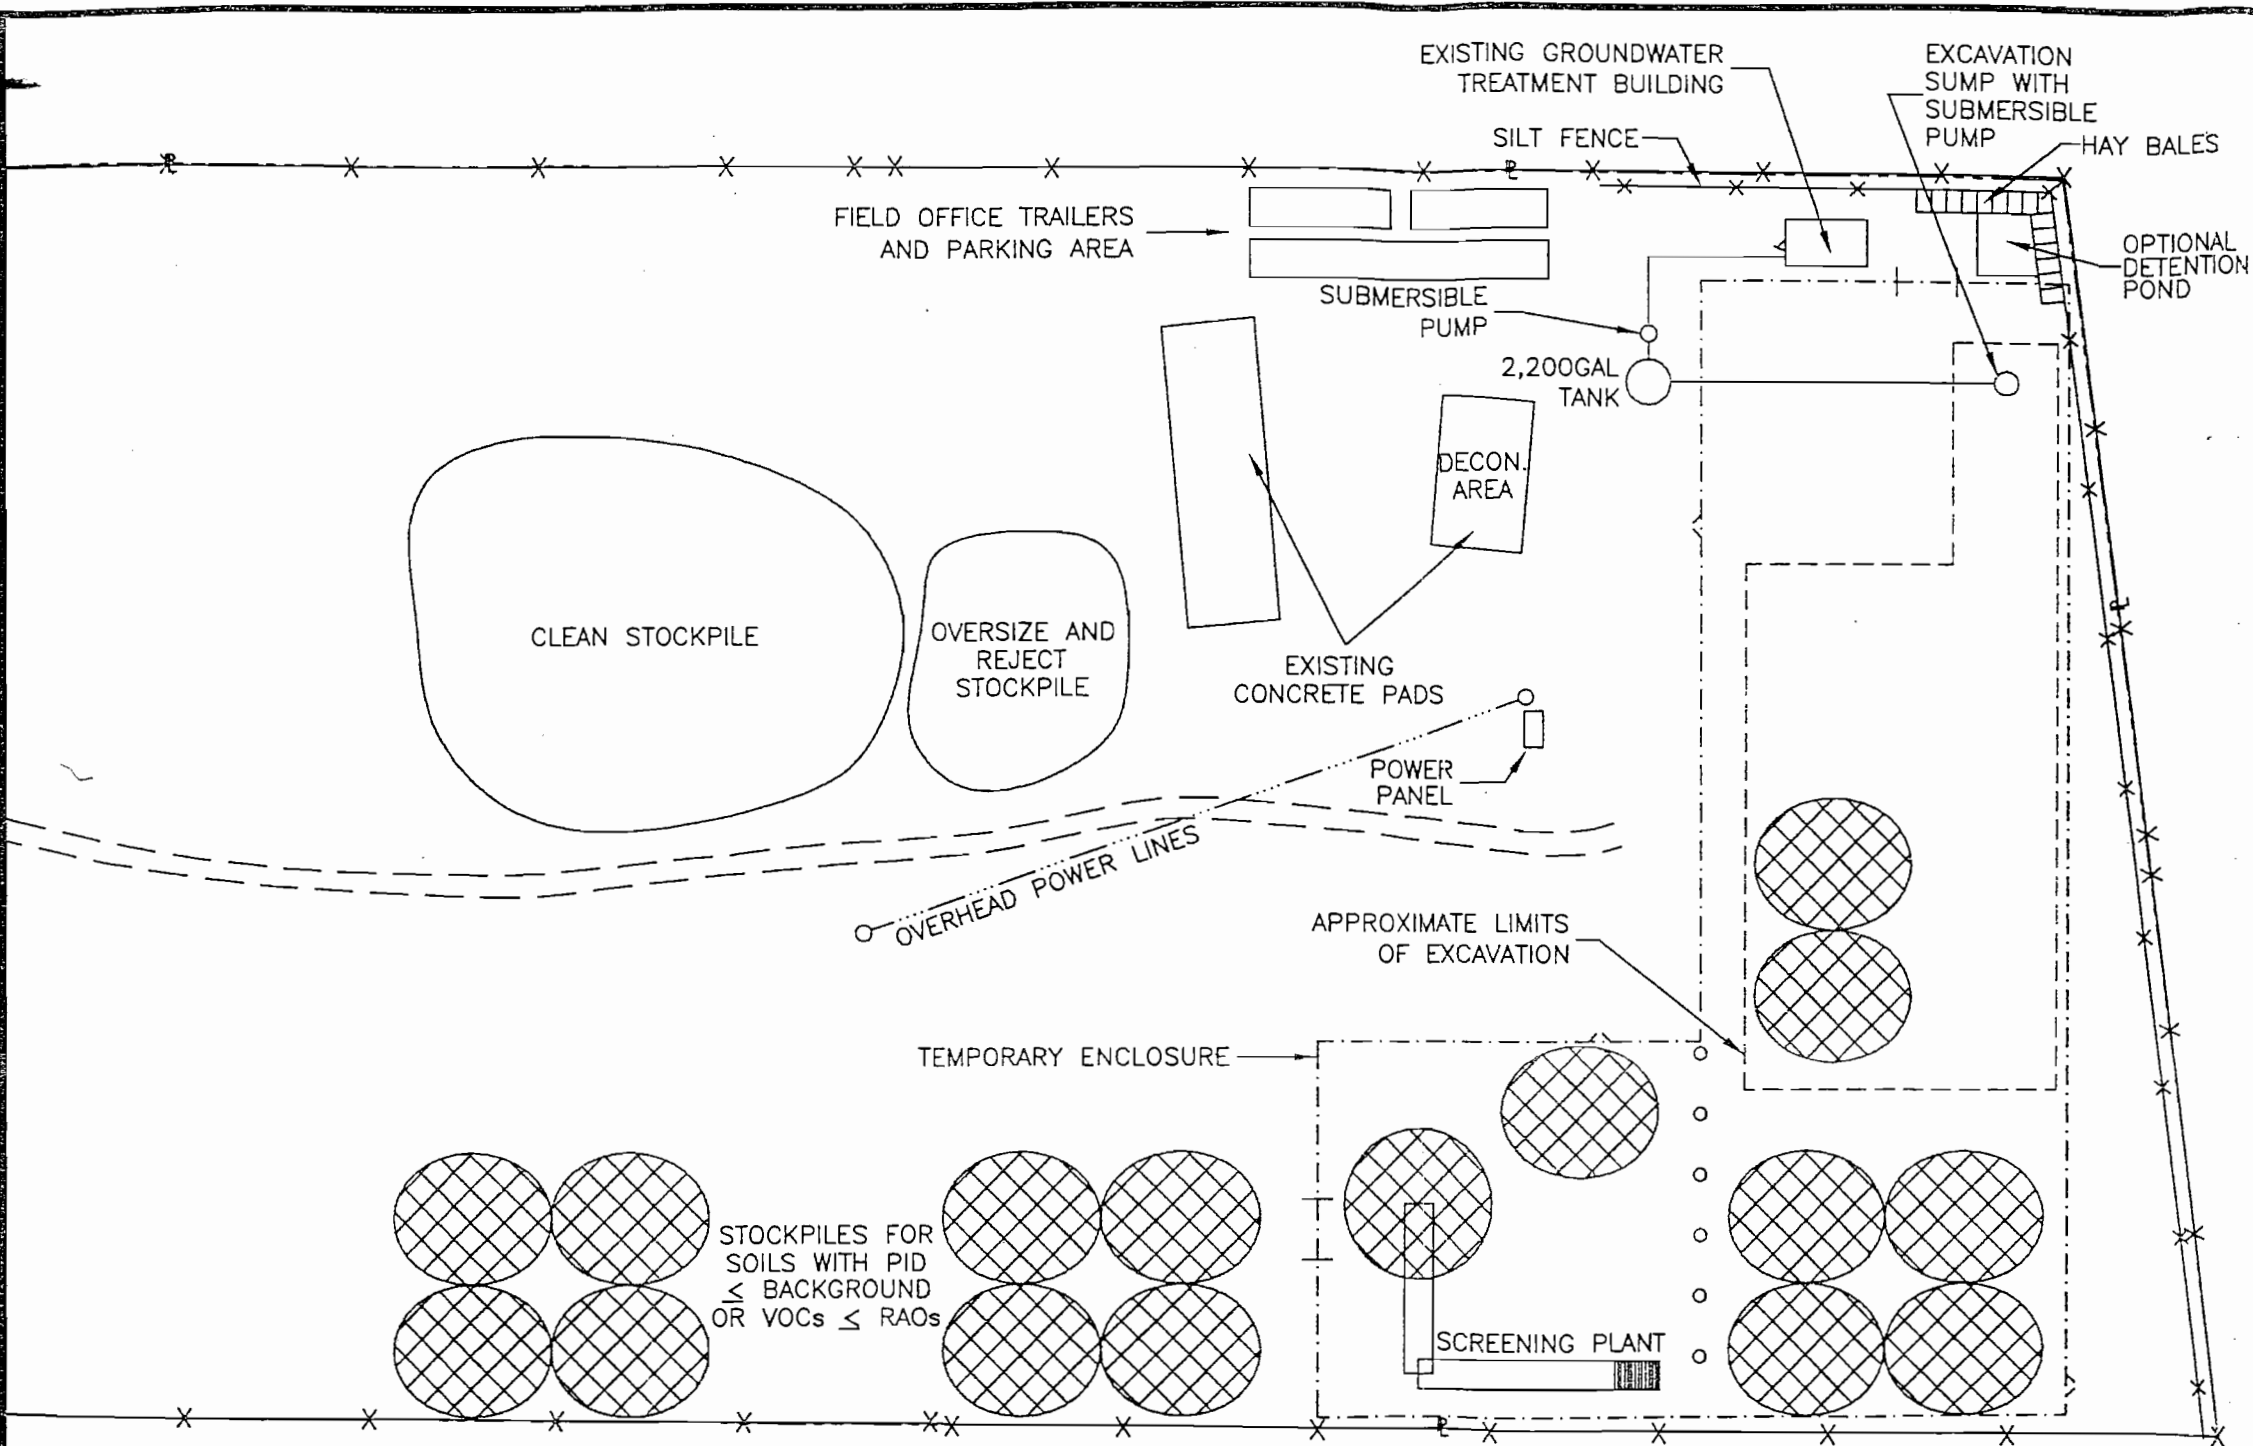 EXISTING GROUNDWATER
TREATMENT BUILDING
EXCAVATION
SUMP WITH
SUBMERSIBLE
PUMP
SILT FENCE
HAY BALES
FIELD OFFICE TRAILERS
AND PARKING AREA
OPTIONAL
DETENTION
POND
SUBMERSIBLE
PUMP
2,200GAL
TANK
DECON.
AREA
CLEAN STOCKPILE
OVERSIZE AND
REJECT
STOCKPILE
EXISTING
CONCRETE PADS
POWER
PANEL
OVERHEAD POWER LINES
APPROXIMATE LIMITS
OF EXCAVATION
TEMPORARY ENCLOSURE
STOCKPILES FOR
SOILS WITH PID
≤ BACKGROUND
OR VOCs ≤ RAOs
SCREENING PLANT